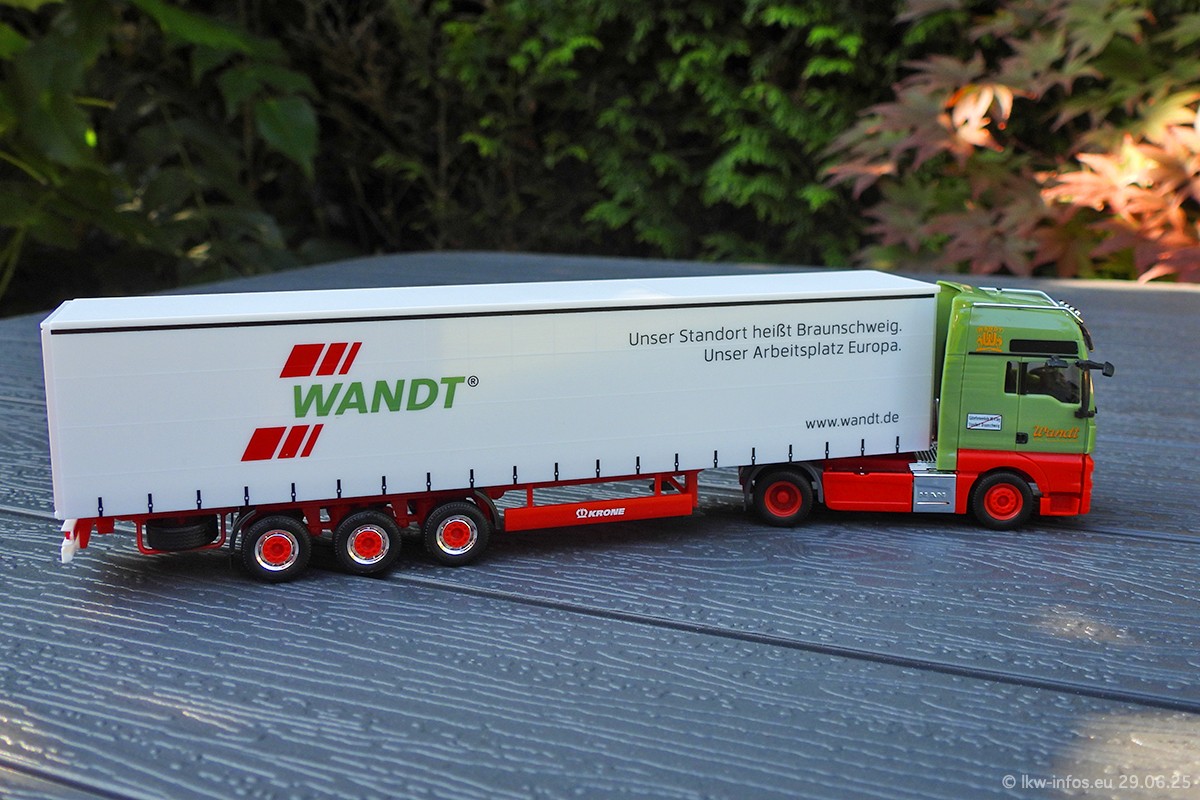 Unser Standort heißt Braunschweig.
Unser Arbeitsplatz Europa.
WANDT®
www.wandt.de
Wandt
MAN
KRONE
© lkw-infos.eu 29.06.25